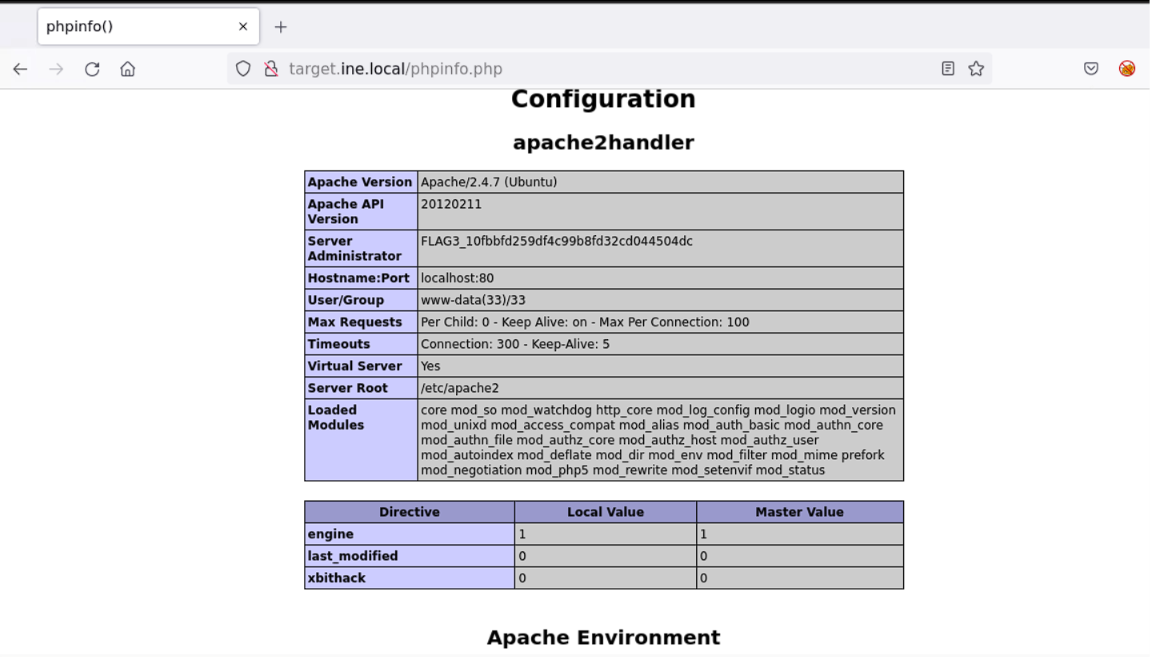 phpinfo()
target.ine.local/phpinfo.php
Configuration
apache2handler
Apache Version Apache/2.4.7 (Ubuntu)
Apache API
Version
20120211
Server
Administrator
FLAG3_10fbbfd259df4c99b8fd32cd044504dc
Hostname:Port localhost:80
User/Group www-data(33)/33
Max Requests Per Child: 0 - Keep Alive: on - Max Per Connection: 100
Timeouts Connection: 300 - Keep-Alive: 5
Virtual Server Yes
Server Root /etc/apache2
Loaded
Modules
core mod_so mod_watchdog http_core mod_log_config mod_logio mod_version
mod_unixd mod_access_compat mod_alias mod_auth_basic mod_authn_core
mod_authn_file mod_authz_core mod_authz_host mod_authz_user
mod_autoindex mod_deflate mod_dir mod_env mod_filter mod_mime prefork
mod_negotiation mod_php5 mod_rewrite mod_setenvif mod_status
Directive Local Value Master Value
engine 1 1
last_modified 0 0
xbithack 0 0
Apache Environment